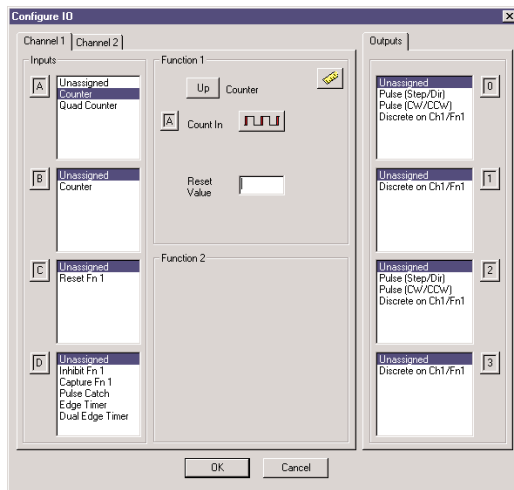 Configure IO
Channel 1
Channel 2
Inputs
A
Unassigned
Counter
Quad Counter
B
Unassigned
Counter
C
Unassigned
Reset Fn 1
D
Unassigned
Inhibit Fn 1
Capture Fn 1
Pulse Catch
Edge Timer
Dual Edge Timer
Function 1
Up Counter
A Count In
Reset
Value
Function 2
Outputs
Unassigned
Pulse (Step/Dir)
Pulse (CW/CCW)
Discrete on Ch1/Fn1
0
Unassigned
Discrete on Ch1/Fn1
1
Unassigned
Pulse (Step/Dir)
Pulse (CW/CCW)
Discrete on Ch1/Fn1
2
Unassigned
Discrete on Ch1/Fn1
3
OK
Cancel